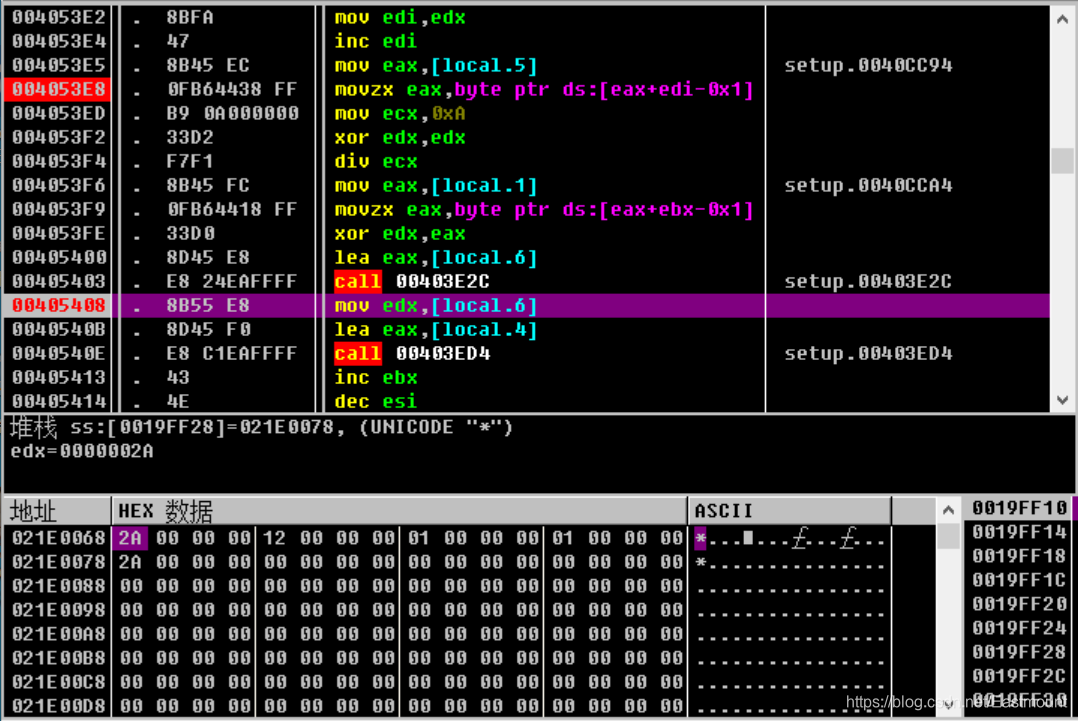 004053E2 . 8BFA mov edi,edx
004053E4 . 47 inc edi
004053E5 . 8B45 EC mov eax,[local.5] setup.0040CC94
004053E8 . 0FB64438 FF movzx eax,byte ptr ds:[eax+edi-0x1]
004053ED . B9 0A000000 mov ecx,0xA
004053F2 . 33D2 xor edx,edx
004053F4 . F7F1 div ecx
004053F6 . 8B45 FC mov eax,[local.1] setup.0040CCA4
004053F9 . 0FB64418 FF movzx eax,byte ptr ds:[eax+ebx-0x1]
004053FE . 33D0 xor edx,eax
00405400 . 8D45 E8 lea eax,[local.6]
00405403 . E8 24EAFFFF call 00403E2C setup.00403E2C
00405408 . 8B55 E8 mov edx,[local.6]
0040540B . 8D45 F0 lea eax,[local.4]
0040540E . E8 C1EAFFFF call 00403ED4 setup.00403ED4
00405413 . 43 inc ebx
00405414 . 4E dec esi
堆栈 ss:[0019FF28]=021E0078, (UNICODE "*")
edx=0000002A
地址 HEX 数据 ASCII 0019FF10
021E0068 2A 00 00 00 12 00 00 00 01 00 00 00 01 00 00 00 *... ... ... ... 0019FF14
021E0078 2A 00 00 00 00 00 00 00 00 00 00 00 00 00 00 00 *............... 0019FF18
021E0088 00 00 00 00 00 00 00 00 00 00 00 00 00 00 00 00 ................ 0019FF1C
021E0098 00 00 00 00 00 00 00 00 00 00 00 00 00 00 00 00 ................ 0019FF20
021E00A8 00 00 00 00 00 00 00 00 00 00 00 00 00 00 00 00 ................ 0019FF24
021E00B8 00 00 00 00 00 00 00 00 00 00 00 00 00 00 00 00 ................ 0019FF28
021E00C8 00 00 00 00 00 00 00 00 00 00 00 00 00 00 00 00 ................ 0019FF2C
021E00D8 00 00 00 00 00 00 00 00 00 00 00 00 00 00 00 00 ................ 0019FF30
https://blog.csdn.net/Eastmount